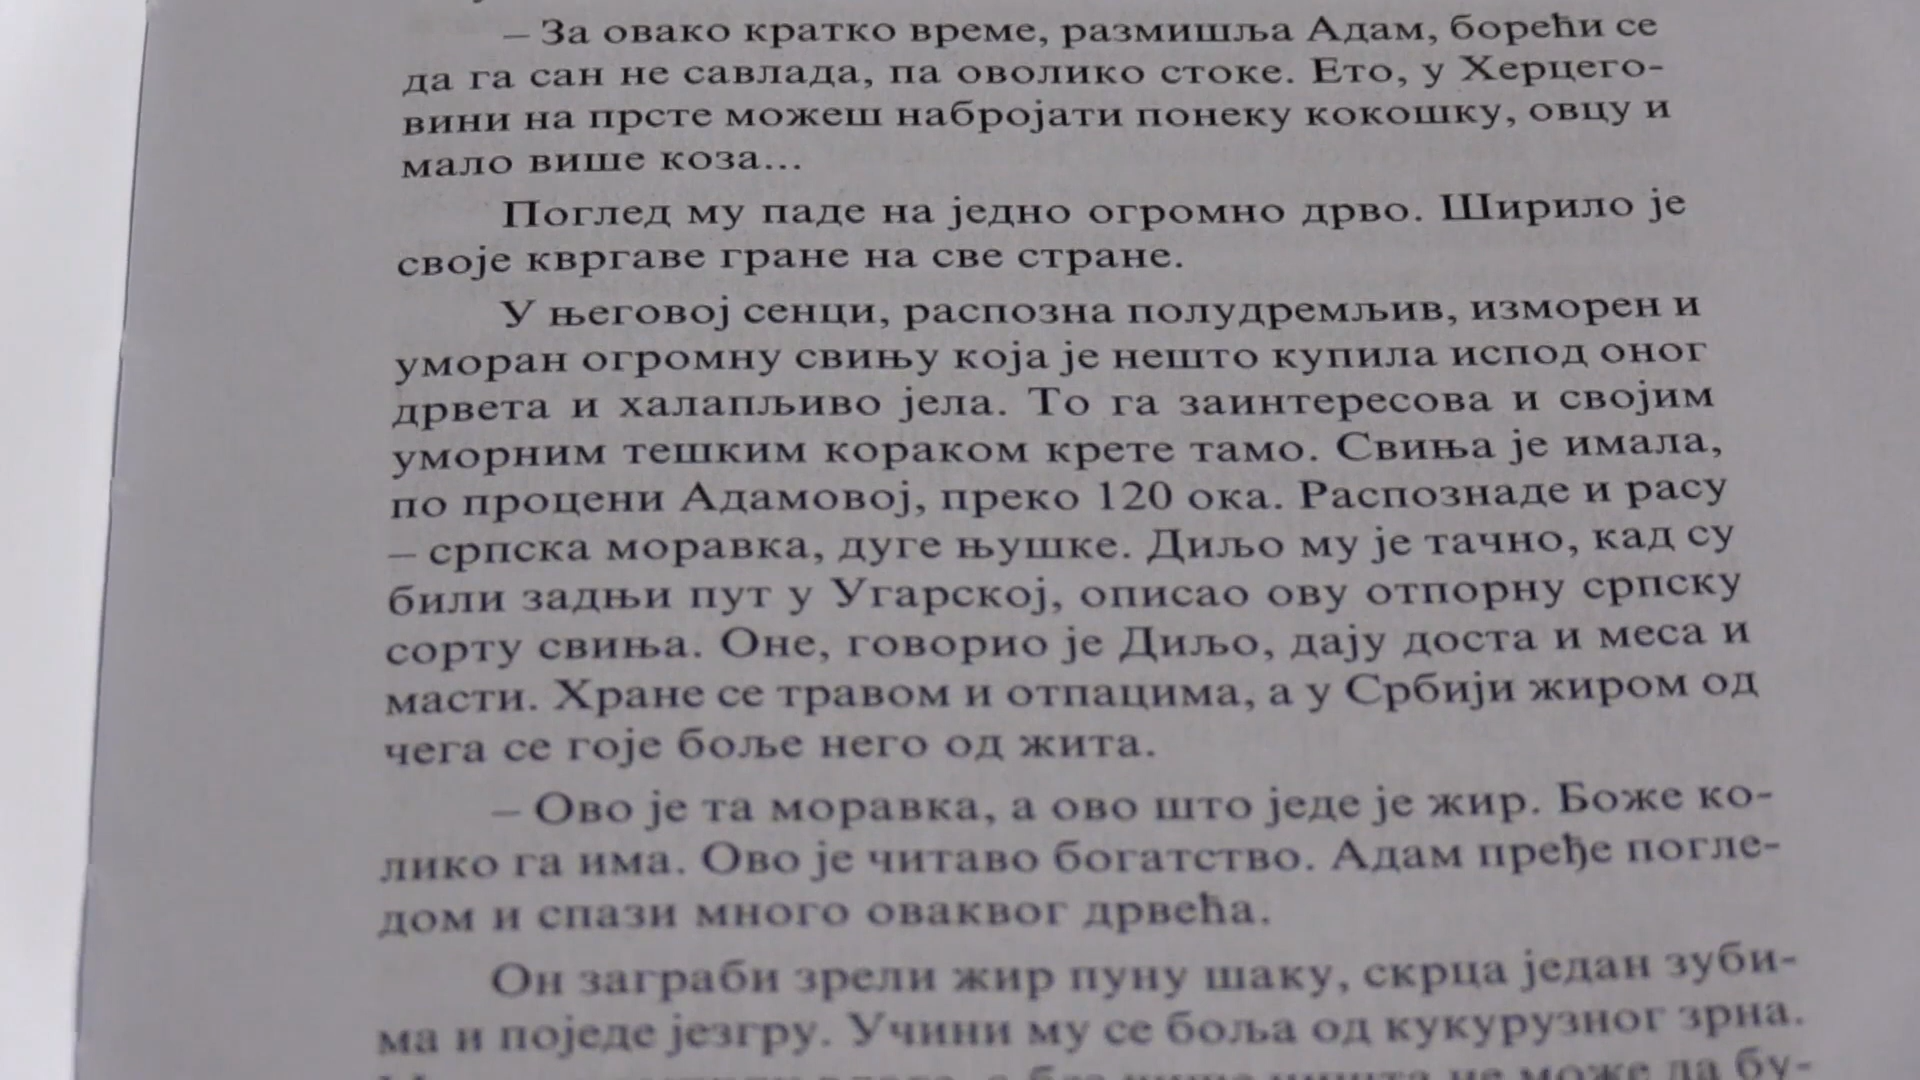 – За овако кратко време, размишља Адам, борећи се
да га сан не савлада, па оволико стоке. Ето, у Херцего-
вини на прсте можеш набројати понеку кокошку, овцу и
мало више коза...
Поглед му паде на једно огромно дрво. Ширило је
своје квргаве гране на све стране.
У његовој сенци, распозна полудремљив, изморен и
уморан огромну свињу која је нешто купила испод оног
дрвета и халапљиво јела. То га заинтересова и својим
уморним тешким кораком крете тамо. Свиња је имала,
по процени Адамовој, преко 120 ока. Распознаде и расу
– српска моравка, дуге њушке. Диљо му је тачно, кад су
били задњи пут у Угарској, описао ову отпорну српску
сорту свиња. Оне, говорио је Диљо, дају доста и меса и
масти. Хране се травом и отпацима, а у Србији жиром од
чега се гоје боље него од жита.
– Ово је та моравка, а ово што једе је жир. Боже ко-
лико га има. Ово је читаво богатство. Адам пређе погле-
дом и спази много оваквог дрвећа.
Он заграби зрели жир пуну шаку, скрца један зуби-
ма и поједе језгру. Учини му се боља од кукурузног зрна.
не може да бу-